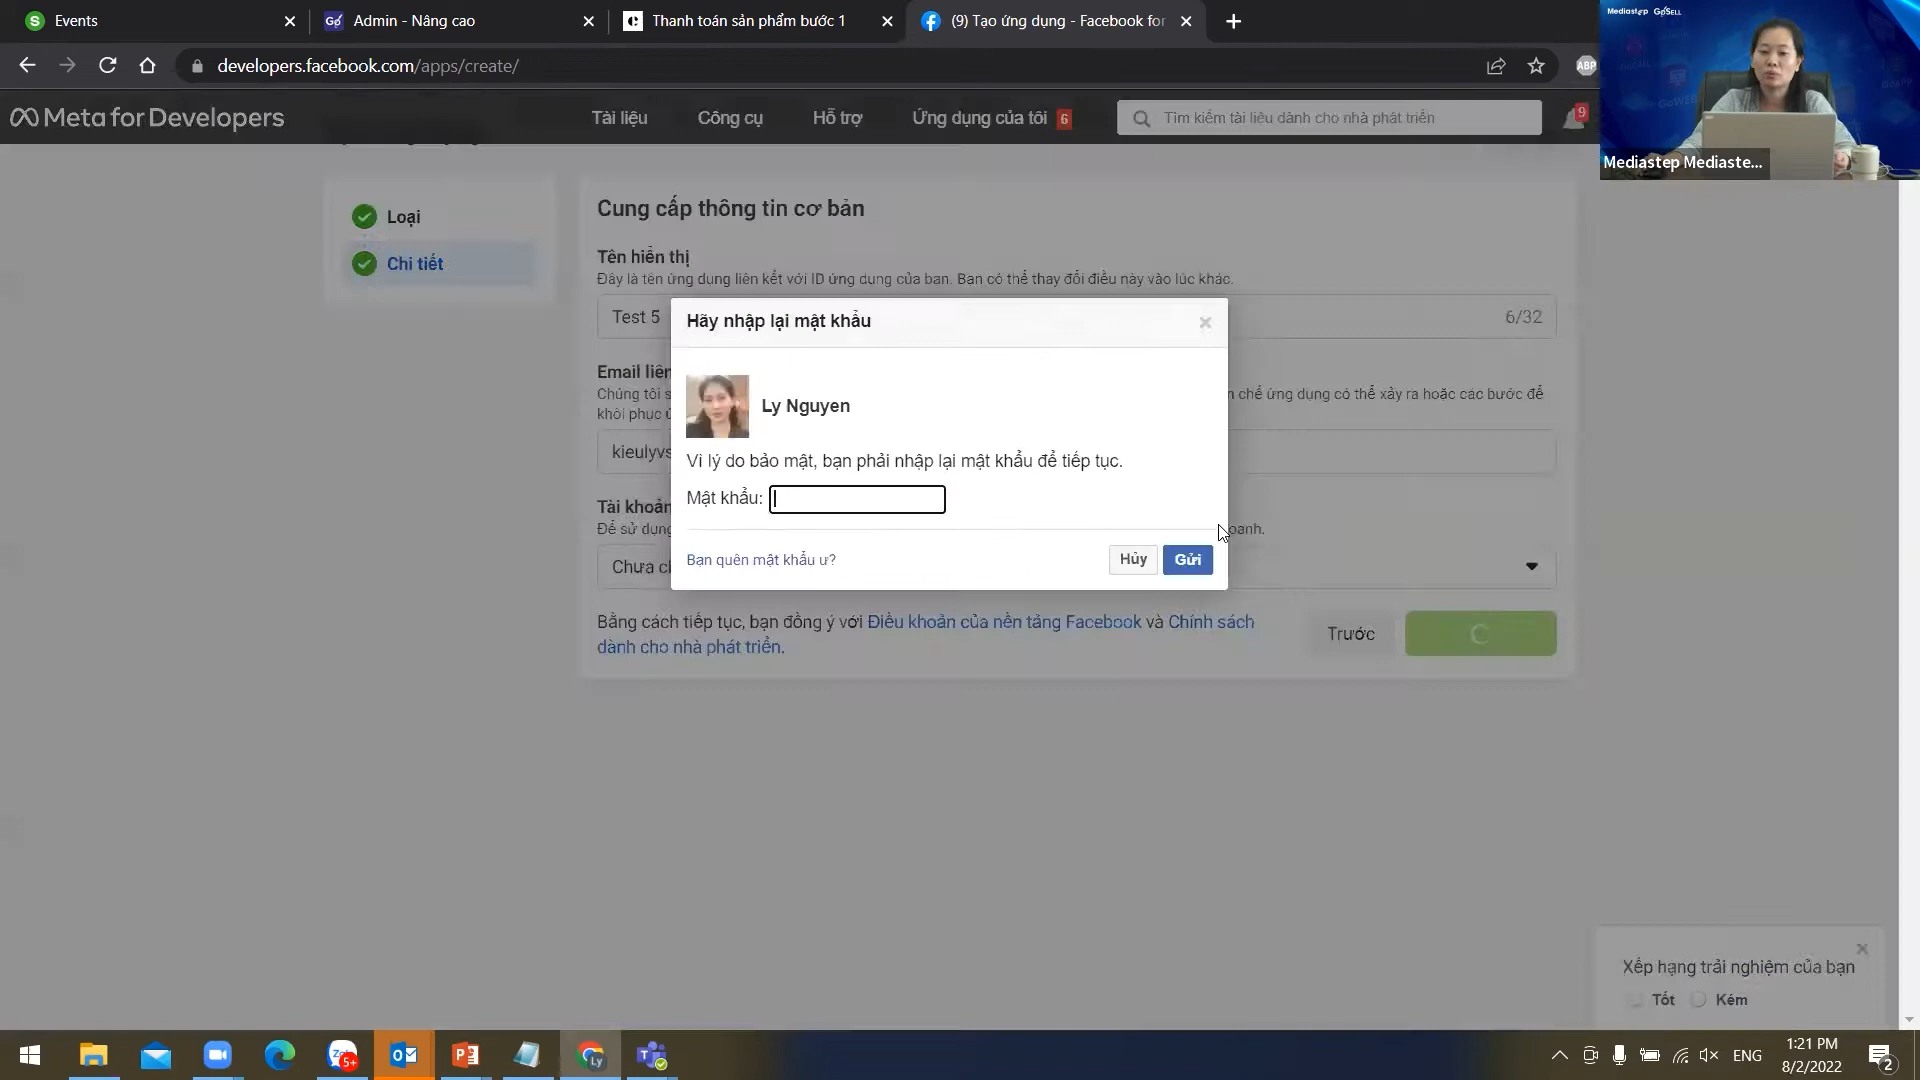 Events
Admin - Nâng cao
Thanh toán sản phẩm bước 1
(9) Tạo ứng dụng - Facebook for
developers.facebook.com/apps/create/
ABP
Mediastep GoSELL
Mediastep Mediaste...
Meta for Developers
Tài liệu
Công cụ
Hỗ trợ
Ứng dụng của tôi 6
Tìm kiếm tài liệu dành cho nhà phát triển
9
Loại
Chi tiết
Cung cấp thông tin cơ bản
Tên hiển thị
Đây là tên ứng dụng liên kết với ID ứng dụng của bạn. Bạn có thể thay đổi điều này vào lúc khác.
Test 5
6/32
Email liên
Chúng tôi s
n chế ứng dụng có thể xảy ra hoặc các bước để
khôi phục
kieulyvs
Tài khoản
Để sử dụng
oanh.
Chưa ch
Hãy nhập lại mật khẩu
Ly Nguyen
Vì lý do bảo mật, bạn phải nhập lại mật khẩu để tiếp tục.
Mật khẩu:
Bạn quên mật khẩu ư?
Hủy
Gửi
Bằng cách tiếp tục, bạn đồng ý với Điều khoản của nền tảng Facebook và Chính sách
dành cho nhà phát triển.
Trước
Xếp hạng trải nghiệm của bạn
Tốt
Kém
5+
Ly
ENG
1:21 PM
8/2/2022
2